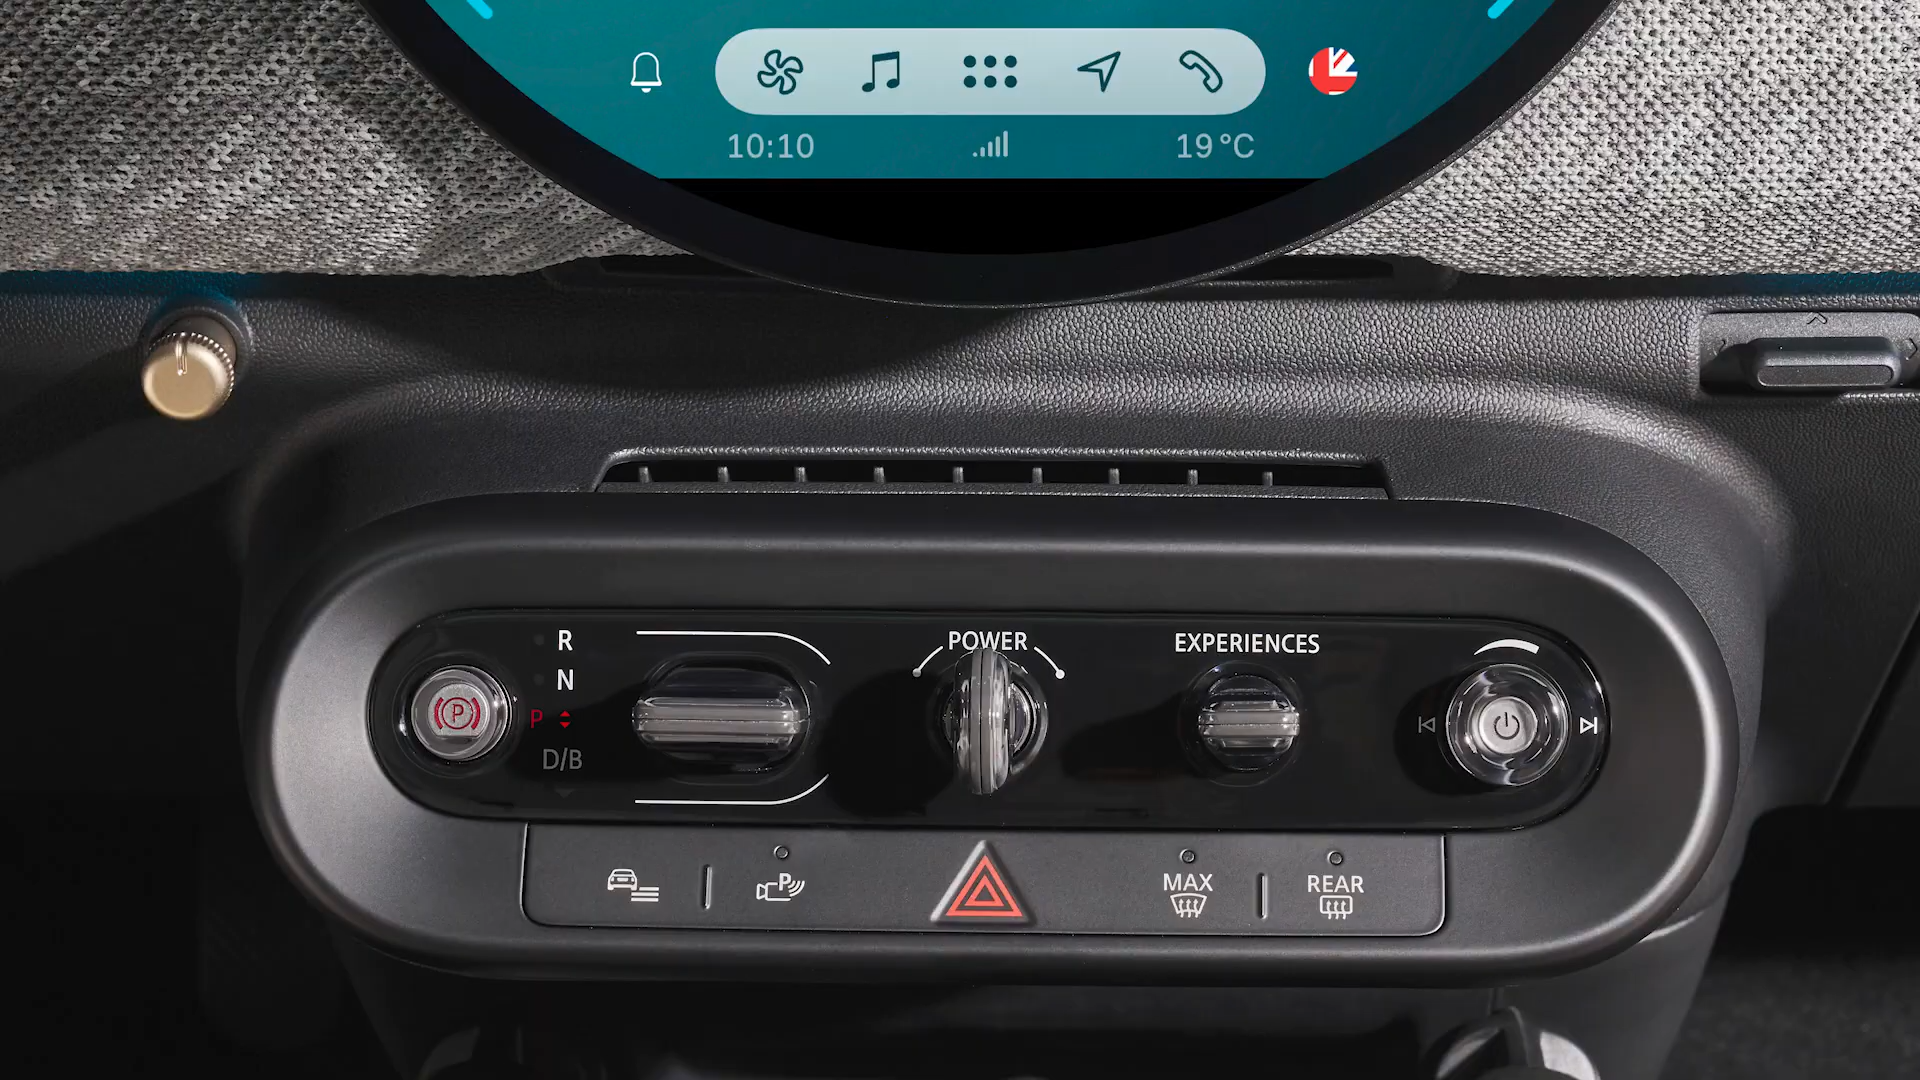 10:10
19°C
R
N
P
D/B
P
POWER
EXPERIENCES
P
MAX
REAR